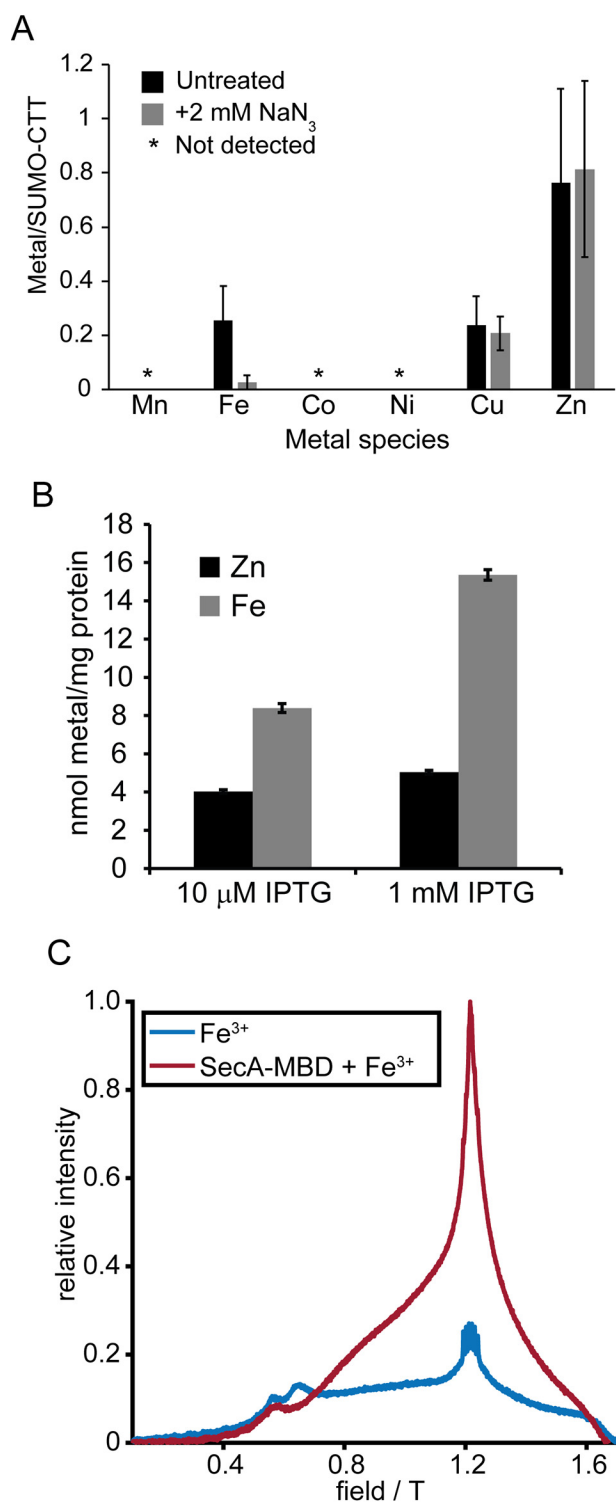 A
Metal/SUMO-CTT
1.2
1
0.8
0.6
0.4
0.2
0
Untreated
+2 mM NaN3
* Not detected
*
*
*
Mn Fe Co Ni Cu Zn
Metal species
B
nmol metal/mg protein
18
16
14
12
10
8
6
4
2
0
Zn
Fe
10 μM IPTG 1 mM IPTG
C
relative intensity
1.0
0.8
0.6
0.4
0.2
0
Fe3+
SecA-MBD + Fe3+
0.4 0.8 1.2 1.6
field / T